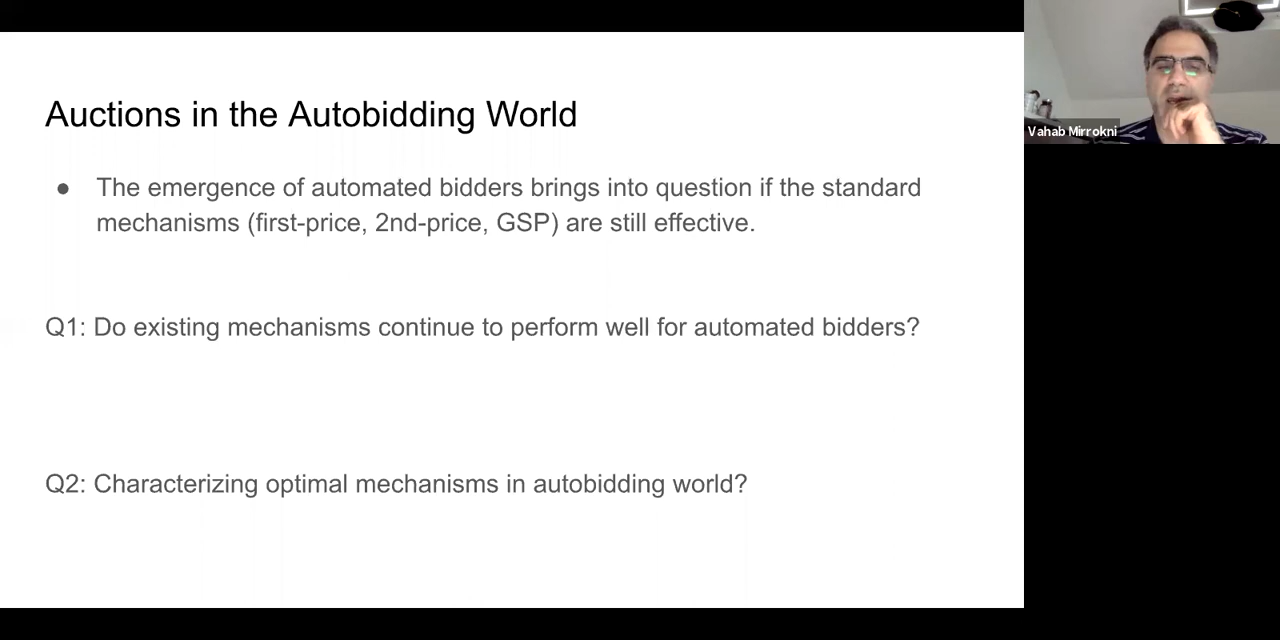 Auctions in the Autobidding World
● The emergence of automated bidders brings into question if the standard
mechanisms (first-price, 2nd-price, GSP) are still effective.
Q1: Do existing mechanisms continue to perform well for automated bidders?
Q2: Characterizing optimal mechanisms in autobidding world?
Vahab Mirrokni